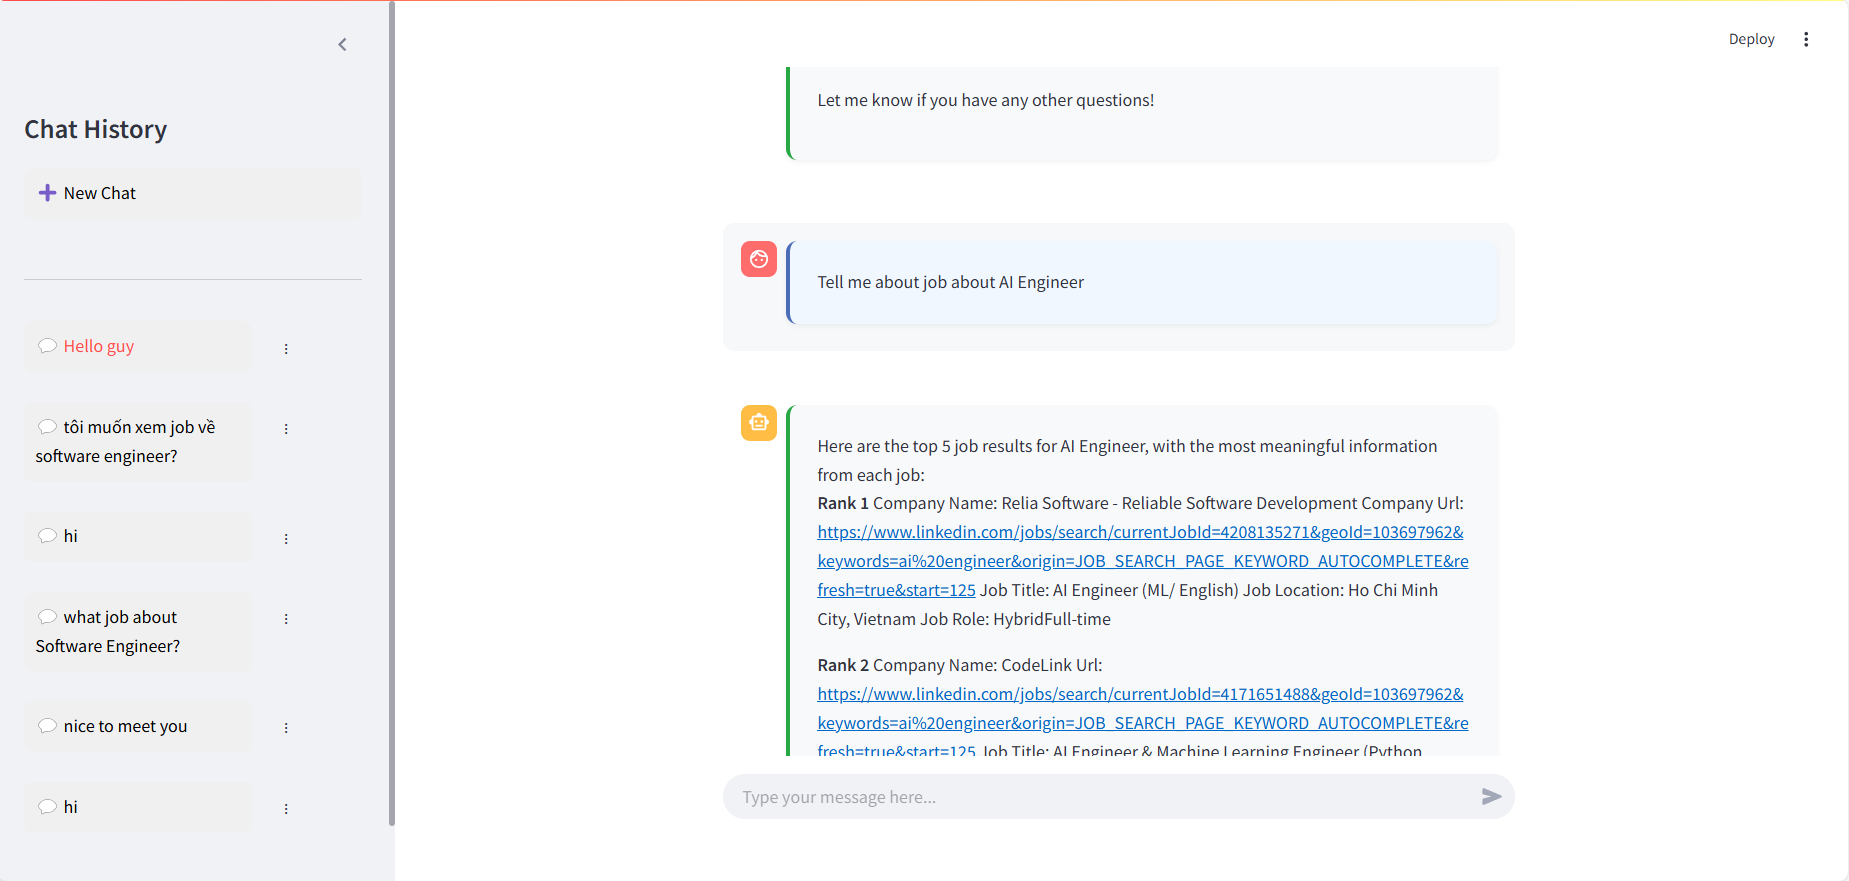 Chat History
New Chat
Hello guy
tôi muốn xem job về
software engineer?
hi
what job about
Software Engineer?
nice to meet you
hi
Deploy
Let me know if you have any other questions!
Tell me about job about AI Engineer
Here are the top 5 job results for AI Engineer, with the most meaningful information
from each job:
Rank 1 Company Name: Relia Software - Reliable Software Development Company Url:
https://www.linkedin.com/jobs/search/currentJobId=4208135271&geoId=103697962&
keywords=ai%20engineer&origin=JOB_SEARCH_PAGE_KEYWORD_AUTOCOMPLETE&re
fresh=true&start=125 Job Title: AI Engineer (ML/ English) Job Location: Ho Chi Minh
City, Vietnam Job Role: HybridFull-time
Rank 2 Company Name: CodeLink Url:
https://www.linkedin.com/jobs/search/currentJobId=4171651488&geoId=103697962&
keywords=ai%20engineer&origin=JOB_SEARCH_PAGE_KEYWORD_AUTOCOMPLETE&re
fresh=true&start=125 Job Title: AI Engineer & Machine Learning Engineer (Python
Type your message here...